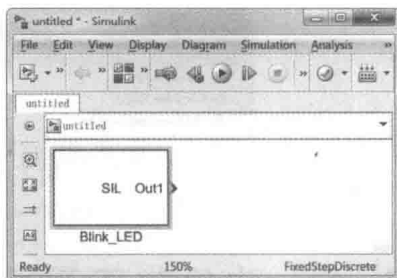 untitled * - Simulink
File Edit View Display Diagram Simulation Analysis »
» » » »
untitled
untitled
SIL Out1
Blink_LED
Ready 150% FixedStepDiscrete